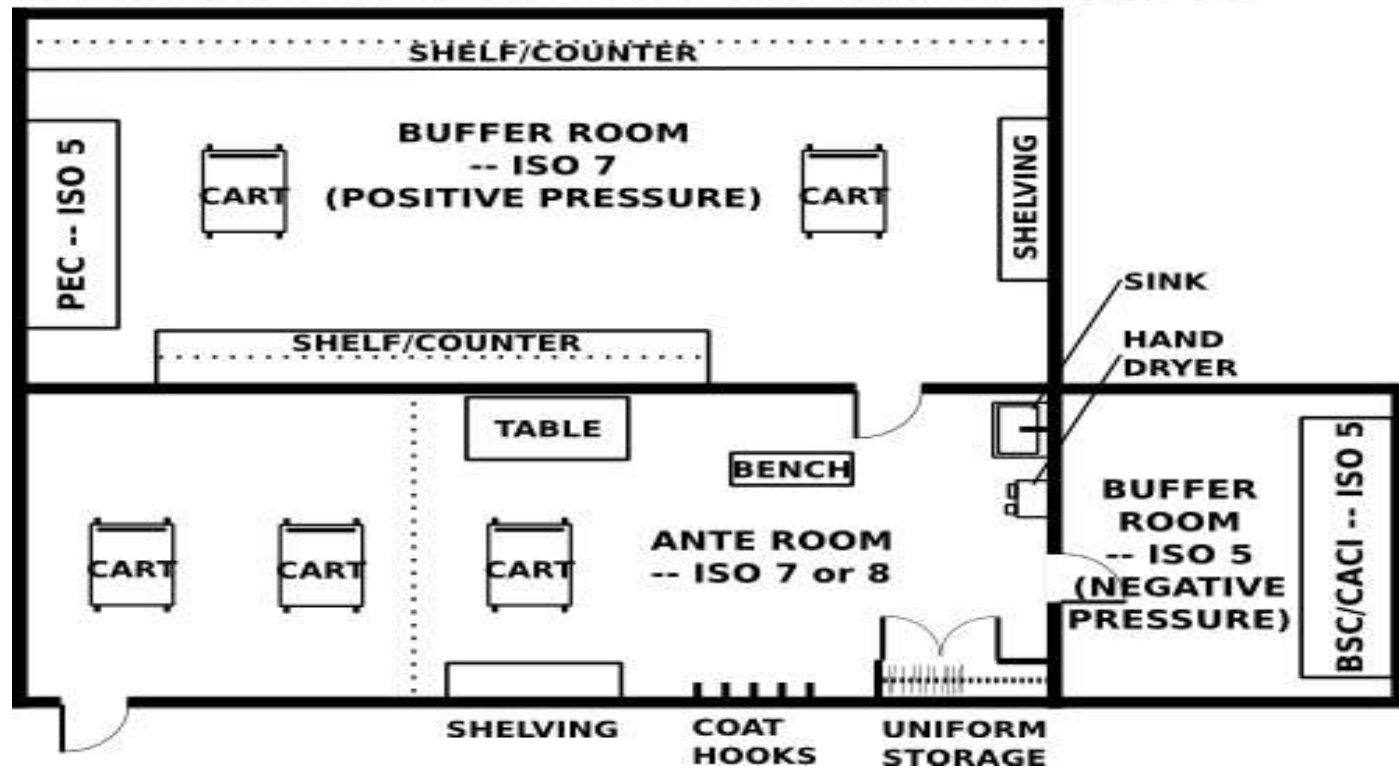 SHELF/COUNTER
BUFFER ROOM
-- ISO 7
(POSITIVE PRESSURE)
PEC -- ISO 5
CART
CART
SHELVING
SHELF/COUNTER
SINK
HAND
DRYER
TABLE
BENCH
CART
CART
CART
ANTE ROOM
-- ISO 7 or 8
BUFFER
ROOM
-- ISO 5
(NEGATIVE
PRESSURE)
BSC/CACI -- ISO 5
SHELVING
COAT
HOOKS
UNIFORM
STORAGE